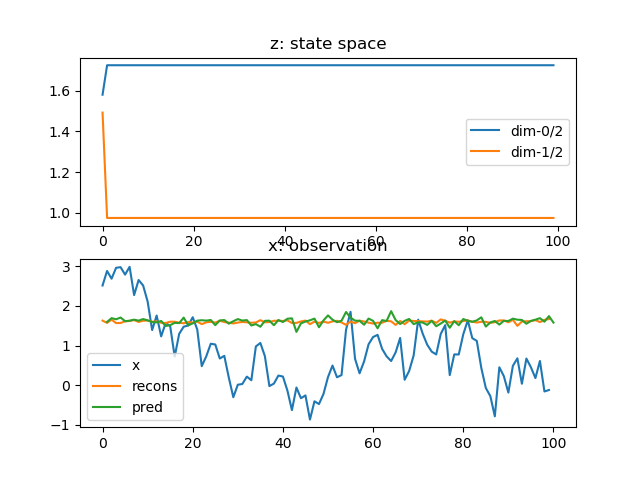 z: state space
1.6
1.4
1.2
1.0
dim-0/2
dim-1/2
0 20 40 60 80 100
x: observation
3
2
1
0
−1
x
recons
pred
0 20 40 60 80 100